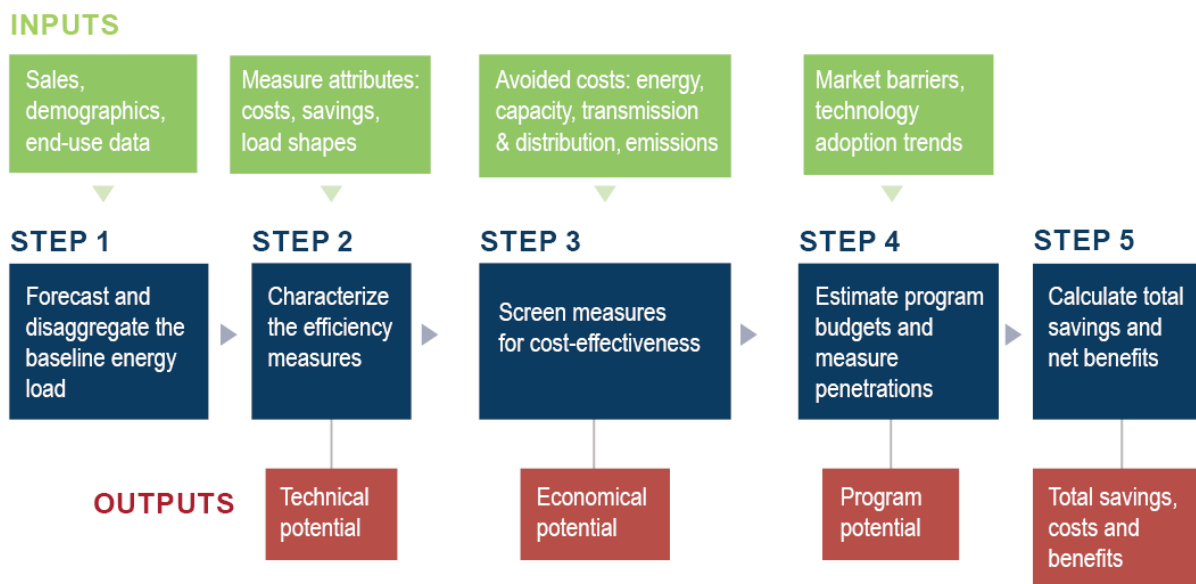 INPUTS
Sales,
demographics,
end-use data
Measure attributes:
costs, savings,
load shapes
Avoided costs: energy,
capacity, transmission
& distribution, emissions
Market barriers,
technology
adoption trends
STEP 1
Forecast and
disaggregate the
baseline energy
load
STEP 2
Characterize
the efficiency
measures
STEP 3
Screen measures
for cost-effectiveness
STEP 4
Estimate program
budgets and
measure
penetrations
STEP 5
Calculate total
savings and
net benefits
OUTPUTS
Technical
potential
Economical
potential
Program
potential
Total savings,
costs and
benefits